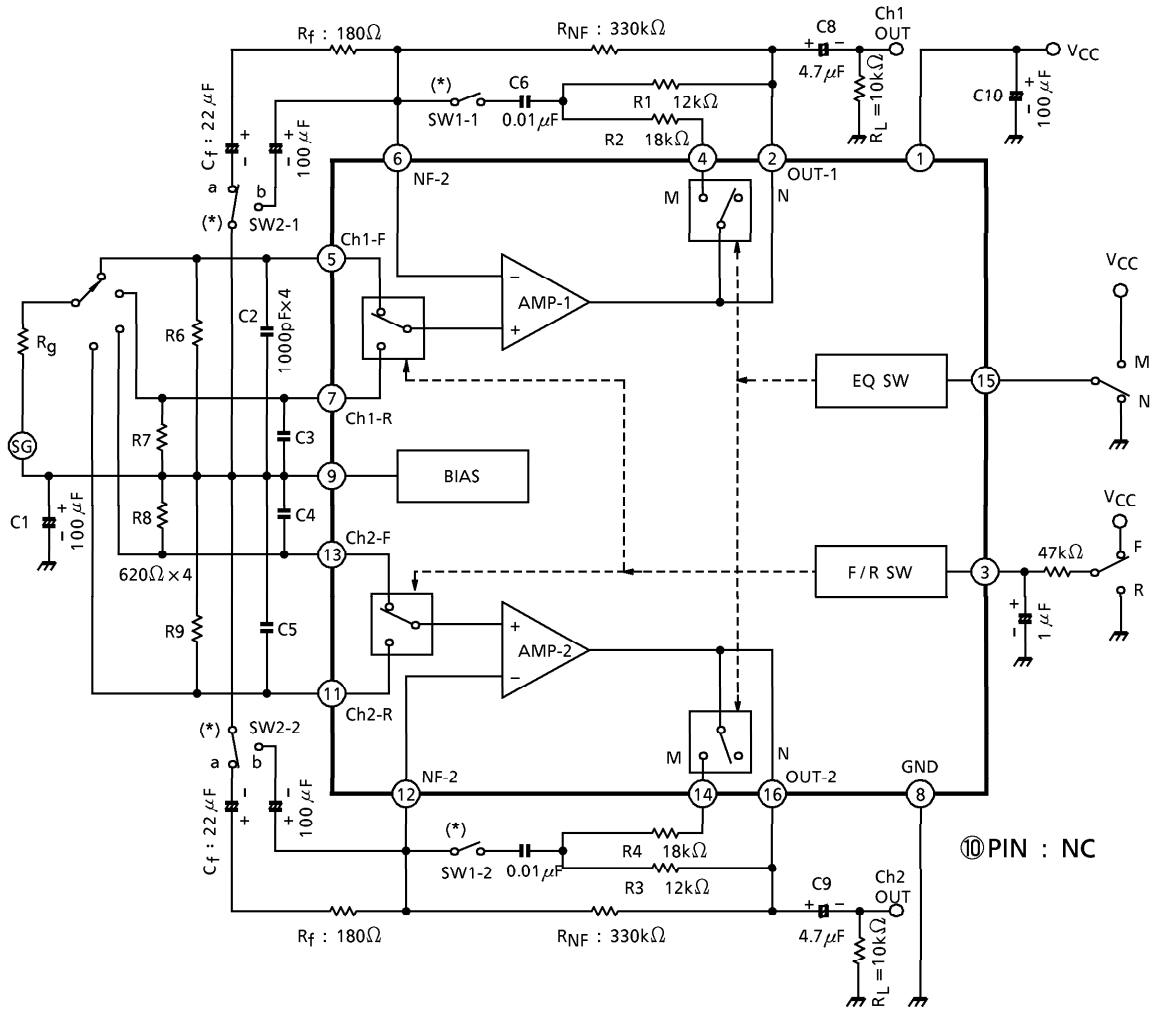 Rf : 180Ω
RNF : 330kΩ
C8
+ −
4.7μF
Ch1
OUT
RL = 10kΩ
VCC
C10
+
−
100μF
Cf : 22μF
+
−
+
−
100μF
(*)
SW1-1
C6
0.01μF
R1 12kΩ
R2 18kΩ
6
NF-2
4
2
OUT-1
1
a
b
(*)
SW2-1
M
N
Ch1-F
5
AMP-1
−
+
VCC
M
N
Rg
R6
C2
1000pF×4
EQ SW
15
7
Ch1-R
R7
C3
SG
9
BIAS
C1
+
−
100μF
R8
C4
Ch2-F
13
620Ω×4
VCC
F
R
47kΩ
F/R SW
3
+
−
1μF
R9
C5
AMP-2
+
−
11
Ch2-R
(*)
SW2-2
a
b
M
N
NF-2
12
14
16
OUT-2
GND
8
Cf : 22μF
−
+
−
+
100μF
(*)
SW1-2
0.01μF
R4 18kΩ
R3 12kΩ
⑩PIN : NC
Rf : 180Ω
RNF : 330kΩ
C9
+ −
4.7μF
Ch2
OUT
RL = 10kΩ